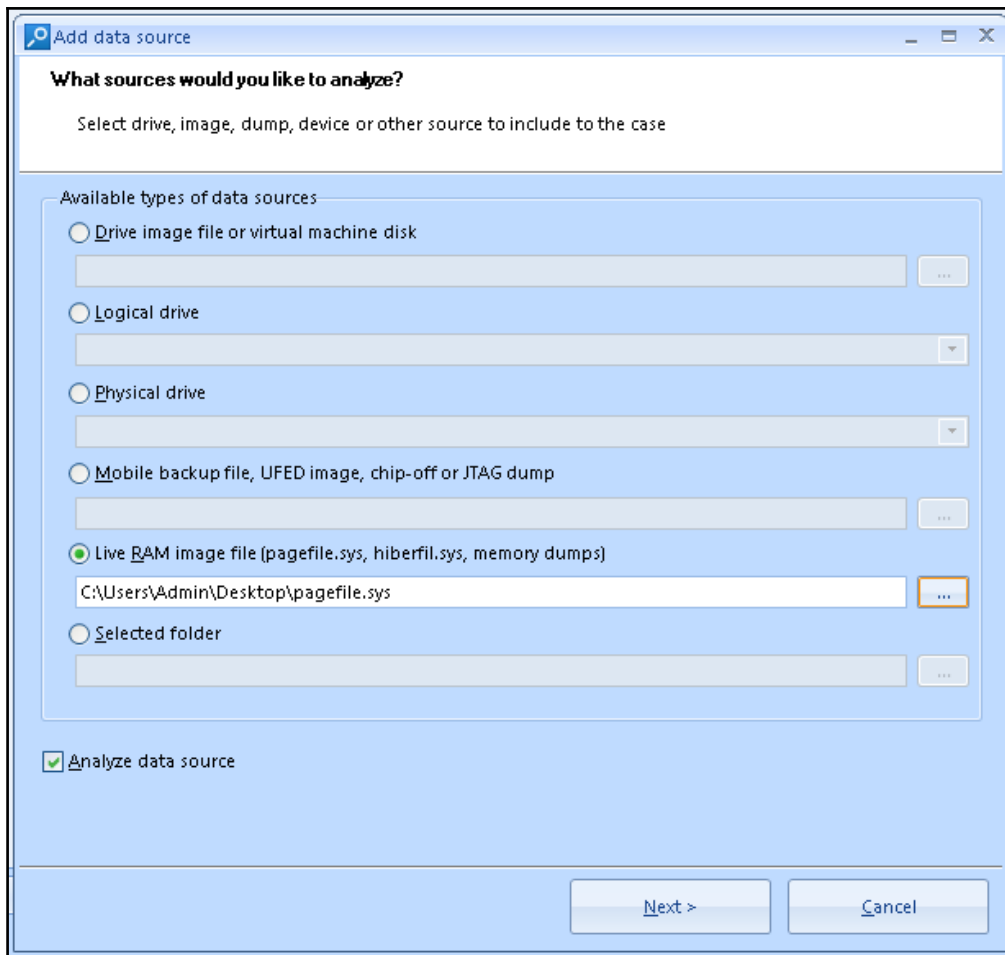 Add data source
What sources would you like to analyze?
Select drive, image, dump, device or other source to include to the case
Available types of data sources
Drive image file or virtual machine disk
...
Logical drive
Physical drive
Mobile backup file, UFED image, chip-off or JTAG dump
...
Live RAM image file (pagefile.sys, hiberfil.sys, memory dumps)
C:\Users\Admin\Desktop\pagefile.sys ...
Selected folder
...
Analyze data source
Next > Cancel